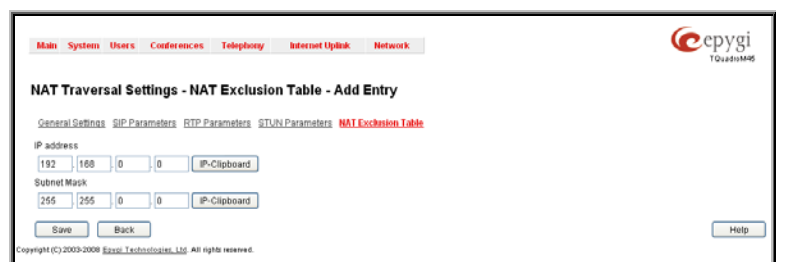 Main System Users Conferences Telephony Internet Uplink Network
epygi
TQuadroM46
NAT Traversal Settings - NAT Exclusion Table - Add Entry
General Settings SIP Parameters RTP Parameters STUN Parameters NAT Exclusion Table
IP address
192 . 168 . 0 . 0 IP-Clipboard
Subnet Mask
255 . 255 . 0 . 0 IP-Clipboard
Save Back Help
Copyright (C) 2003-2008 Epygi Technologies, Ltd. All rights reserved.